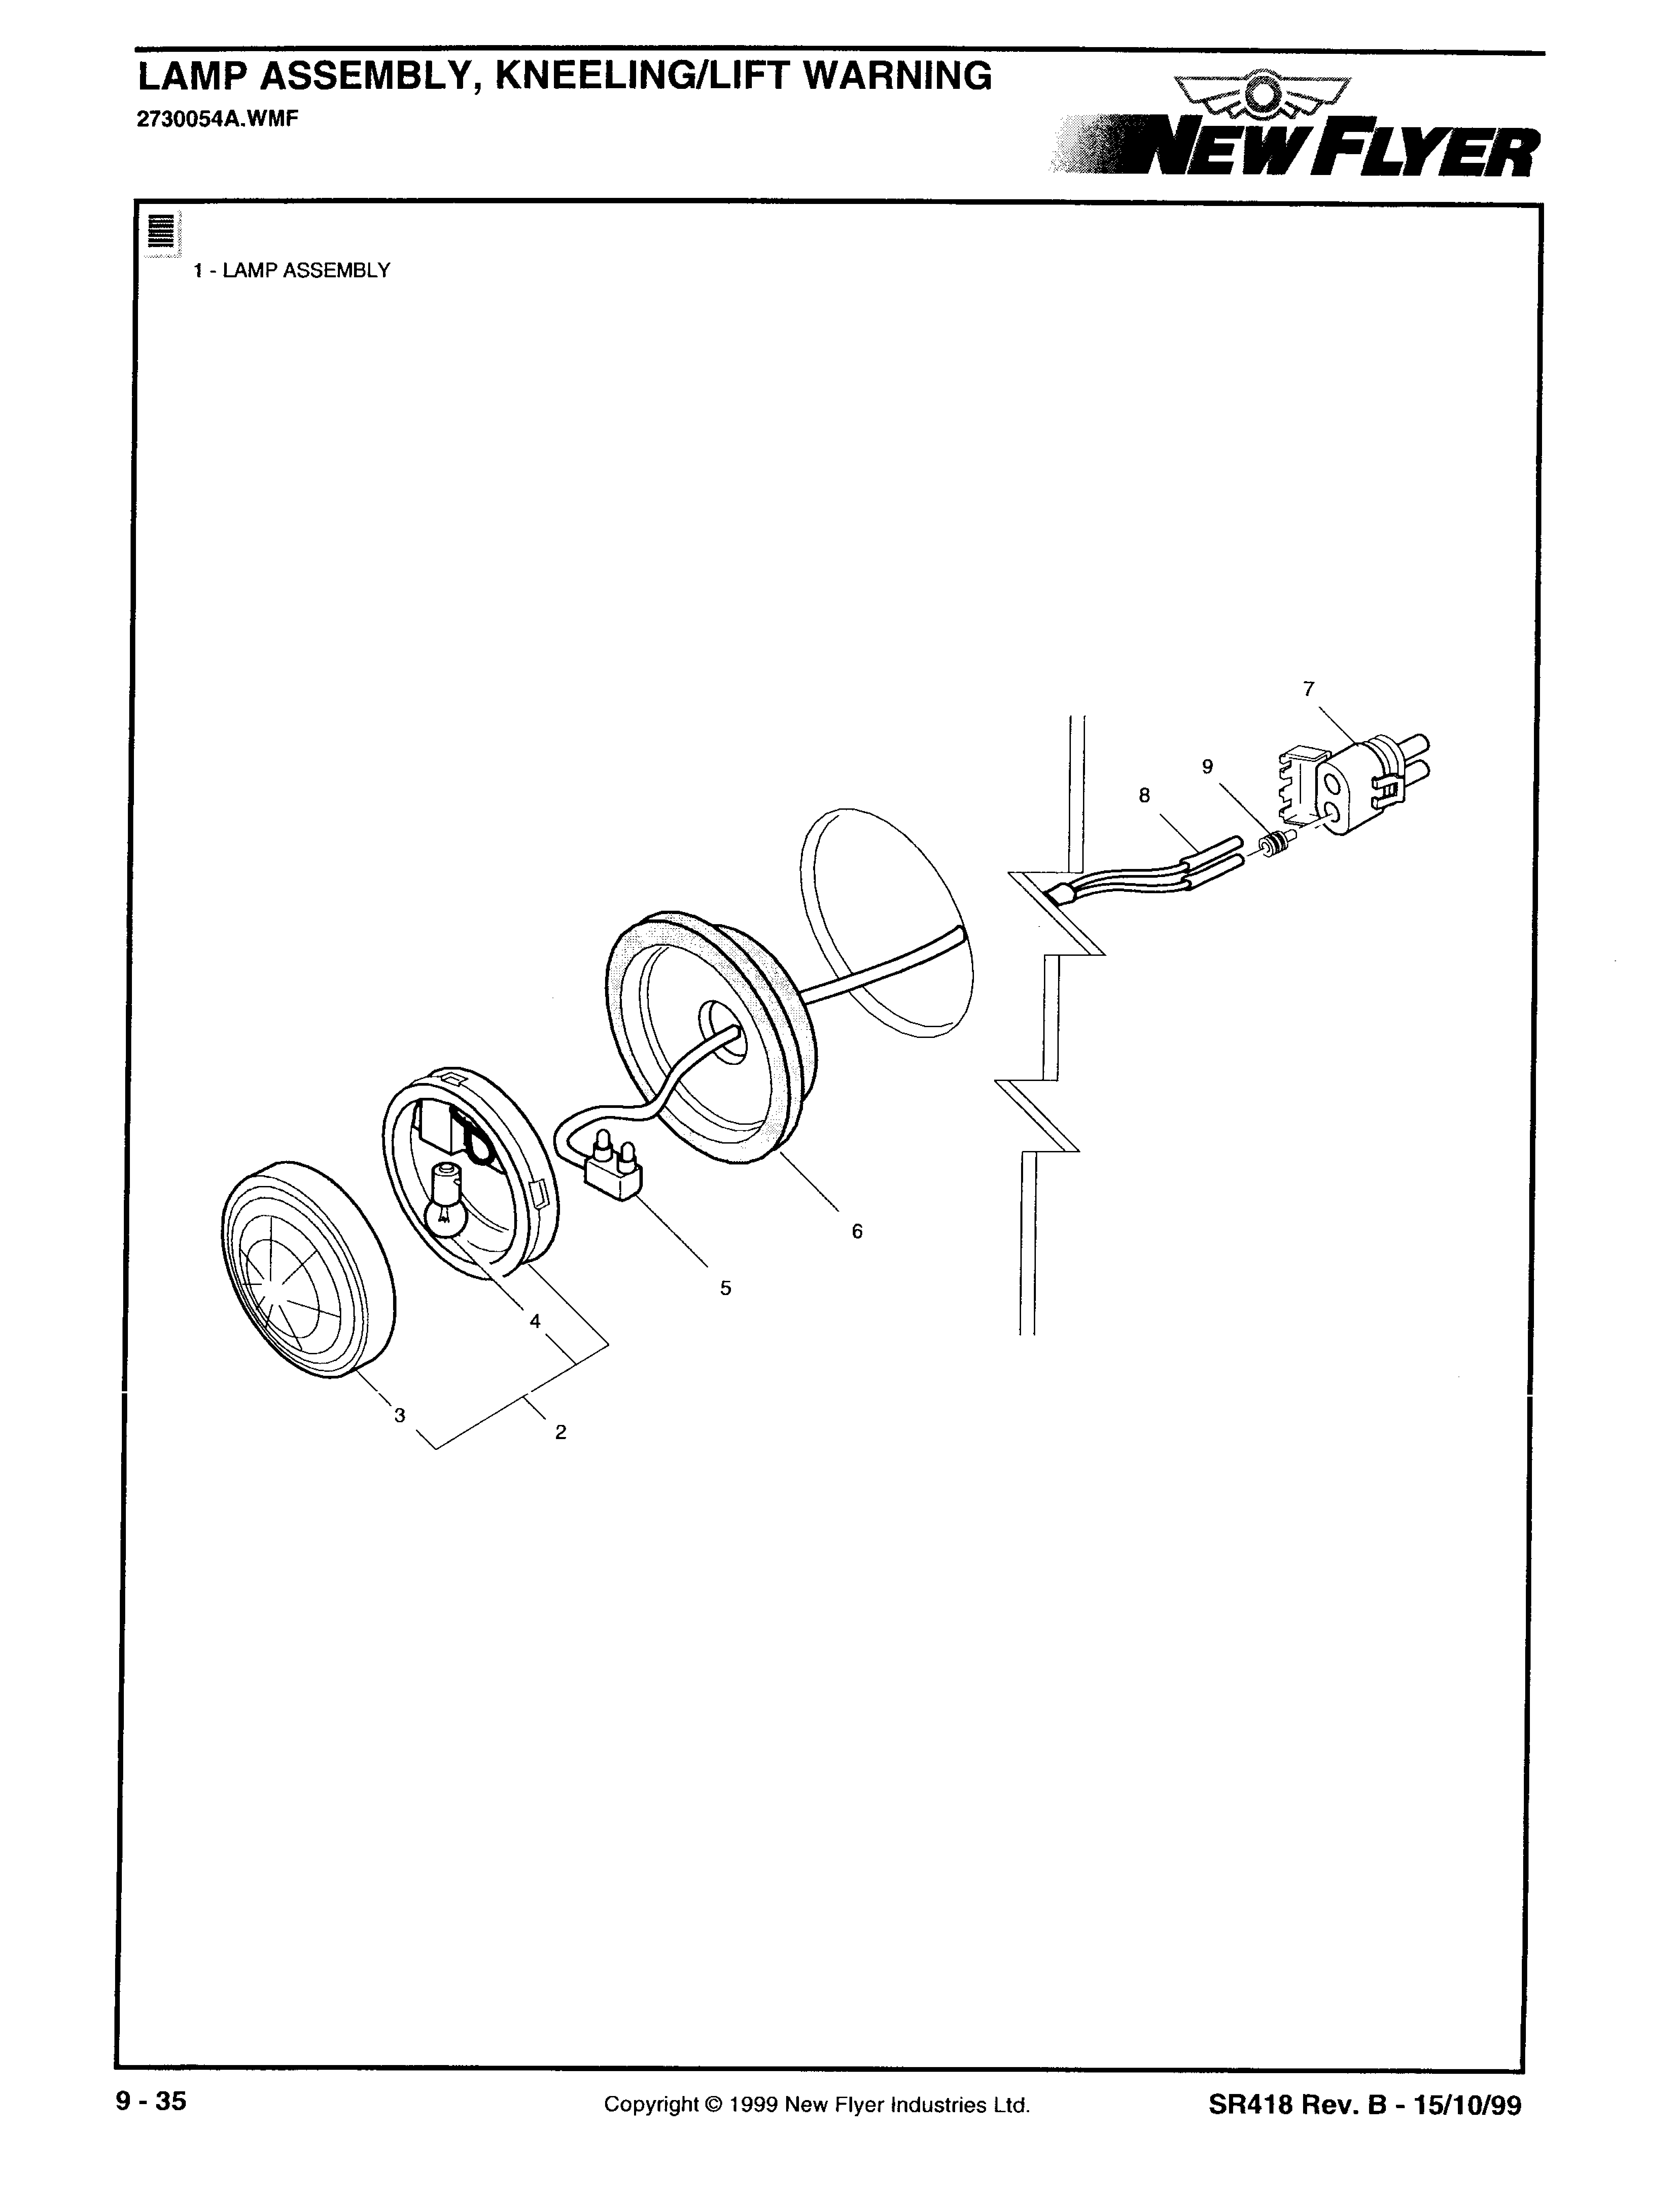 LAMP ASSEMBLY, KNEELING/LIFT WARNING
2730054A.WMF
NEW FLYER
1 - LAMP ASSEMBLY
7
9
8
6
5
4
3
2
9 - 35
Copyright © 1999 New Flyer Industries Ltd.
SR418 Rev. B - 15/10/99